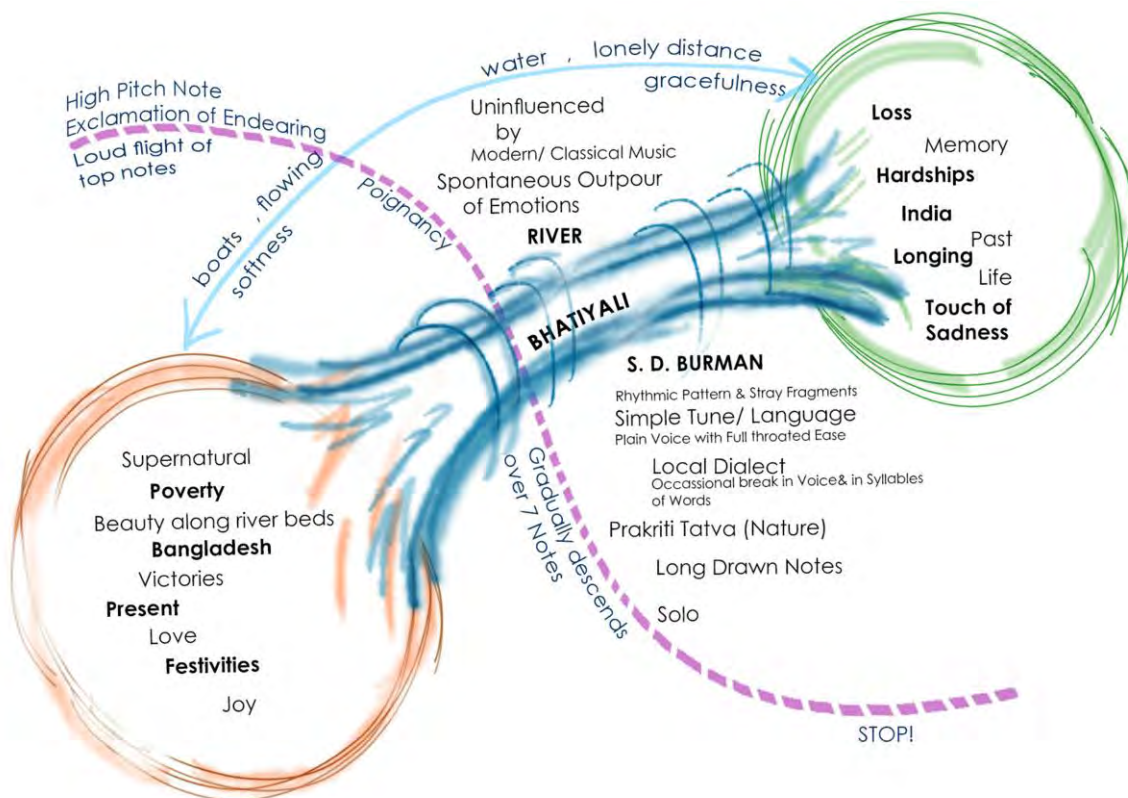 water , lonely distance
gracefulness
High Pitch Note
Exclamation of Endearing
Loud flight of
top notes
boats , flowing
softness
Poignancy
Uninfluenced
by
Modern/ Classical Music
Spontaneous Outpour
of Emotions
RIVER
BHATIYALI
S. D. BURMAN
Rhythmic Pattern & Stray Fragments
Simple Tune/ Language
Plain Voice with Full throated Ease
Local Dialect
Occassional break in Voice& in Syllables
of Words
Prakriti Tatva (Nature)
Long Drawn Notes
Solo
Gradually descends
over 7 Notes
STOP!
Loss
Memory
Hardships
India
Past
Longing
Life
Touch of
Sadness
Supernatural
Poverty
Beauty along river beds
Bangladesh
Victories
Present
Love
Festivities
Joy